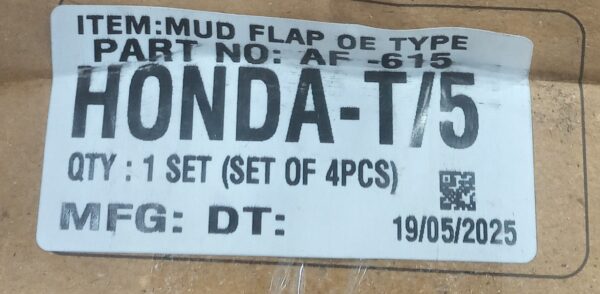 ITEM:MUD FLAP OE TYPE
PART NO: AF -615
HONDA-T/5
QTY : 1 SET (SET OF 4PCS)
MFG: DT: 19/05/2025